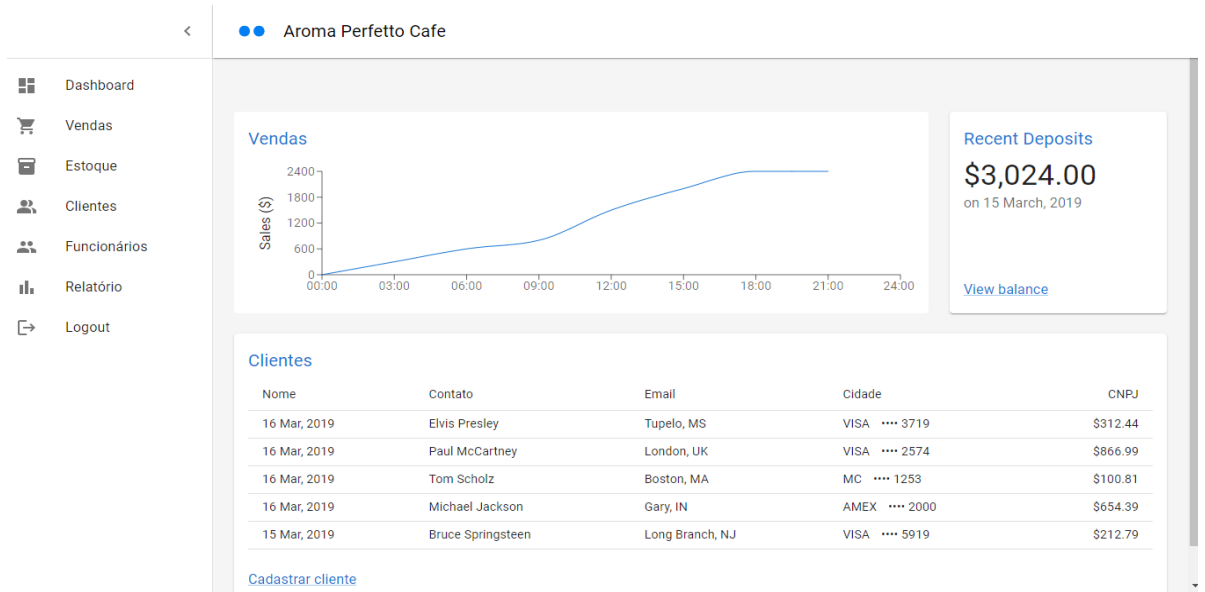 Aroma Perfetto Cafe
Dashboard
Vendas
Estoque
Clientes
Funcionários
Relatório
Logout
Vendas
Sales ($)
2400
1800
1200
600
0
00:00 03:00 06:00 09:00 12:00 15:00 18:00 21:00 24:00
Recent Deposits
$3,024.00
on 15 March, 2019
View balance
Clientes
Nome Contato Email Cidade CNPJ
16 Mar, 2019 Elvis Presley Tupelo, MS VISA •••• 3719 $312.44
16 Mar, 2019 Paul McCartney London, UK VISA •••• 2574 $866.99
16 Mar, 2019 Tom Scholz Boston, MA MC •••• 1253 $100.81
16 Mar, 2019 Michael Jackson Gary, IN AMEX •••• 2000 $654.39
15 Mar, 2019 Bruce Springsteen Long Branch, NJ VISA •••• 5919 $212.79
Cadastrar cliente